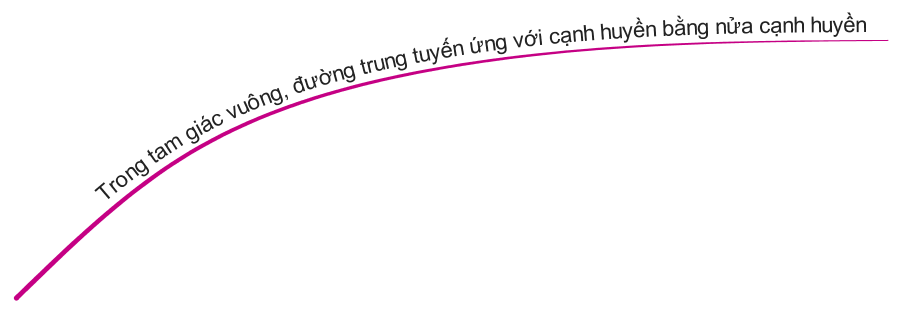 Trong tam giác vuông, đường trung tuyến ứng với cạnh huyền bằng nửa cạnh huyền